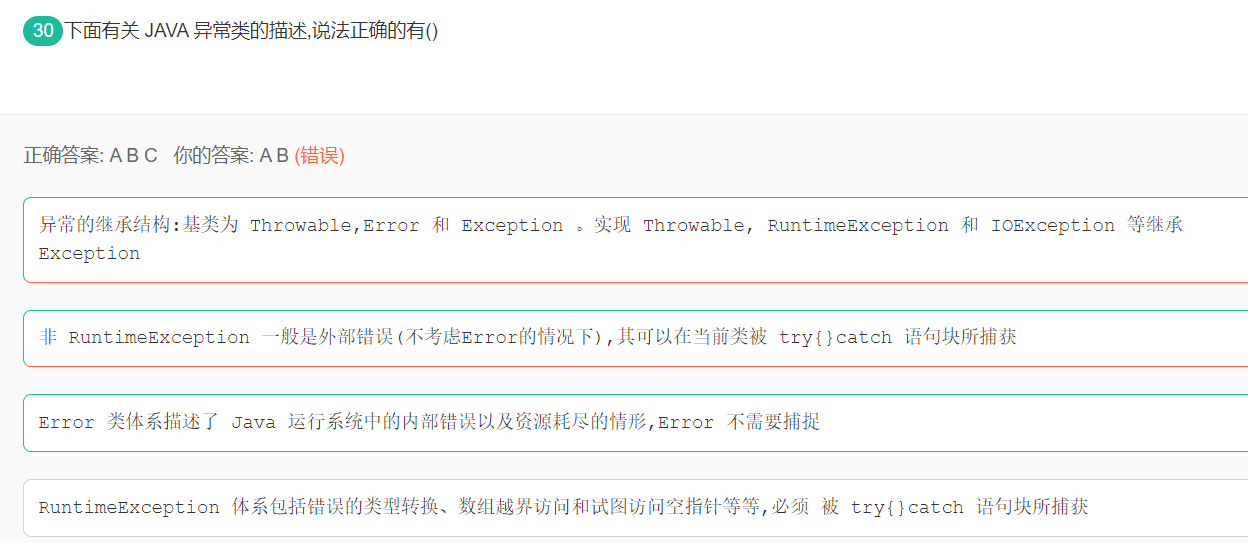 30 下面有关 JAVA 异常类的描述,说法正确的有()
正确答案: A B C 你的答案: A B (错误)
异常的继承结构:基类为 Throwable,Error 和 Exception 。实现 Throwable, RuntimeException 和 IOException 等继承
Exception
非 RuntimeException 一般是外部错误(不考虑Error的情况下),其可以在当前类被 try{}catch 语句块所捕获
Error 类体系描述了 Java 运行系统中的内部错误以及资源耗尽的情形,Error 不需要捕捉
RuntimeException 体系包括错误的类型转换、数组越界访问和试图访问空指针等等,必须 被 try{}catch 语句块所捕获